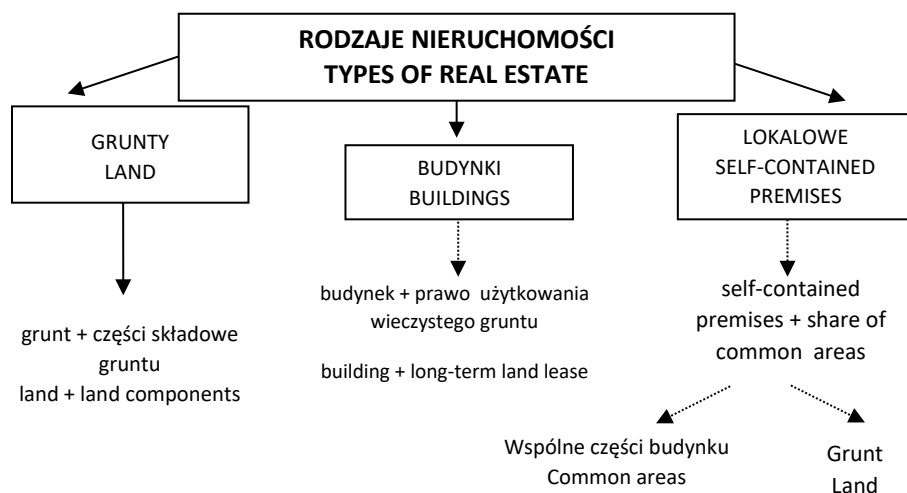 RODZAJE NIERUCHOMOŚCI
TYPES OF REAL ESTATE
GRUNTY
LAND
BUDYNKI
BUILDINGS
LOKALOWE
SELF-CONTAINED
PREMISES
grunt + części składowe
gruntu
land + land components
budynek + prawo użytkowania
wieczystego gruntu
building + long-term land lease
self-contained
premises + share of
common areas
Wspólne części budynku
Common areas
Grunt
Land